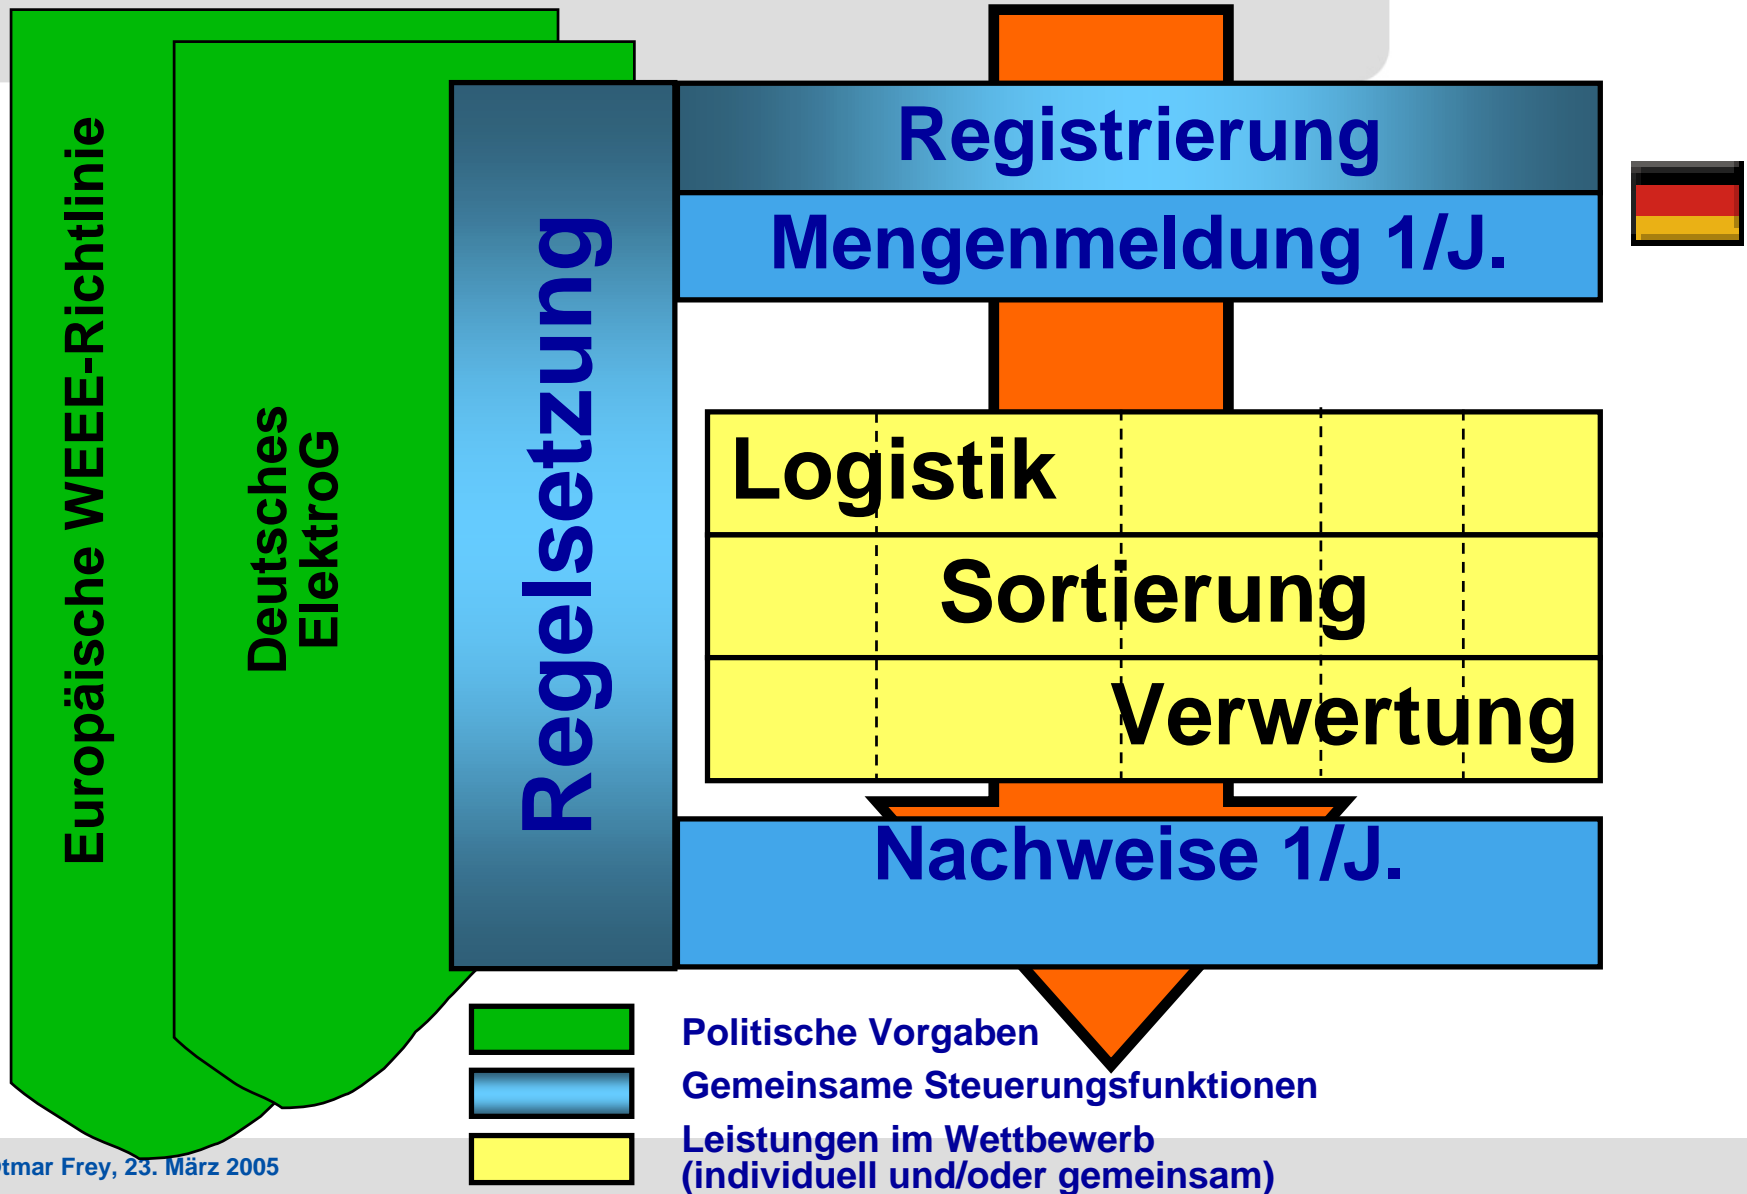 Europäische WEEE-Richtlinie
Deutsches
ElektroG
Regelsetzung
Registrierung
Mengenmeldung 1/J.
Logistik
Sortierung
Verwertung
Nachweise 1/J.
Politische Vorgaben
Gemeinsame Steuerungsfunktionen
Leistungen im Wettbewerb
(individuell und/oder gemeinsam)
tmar Frey, 23. März 2005